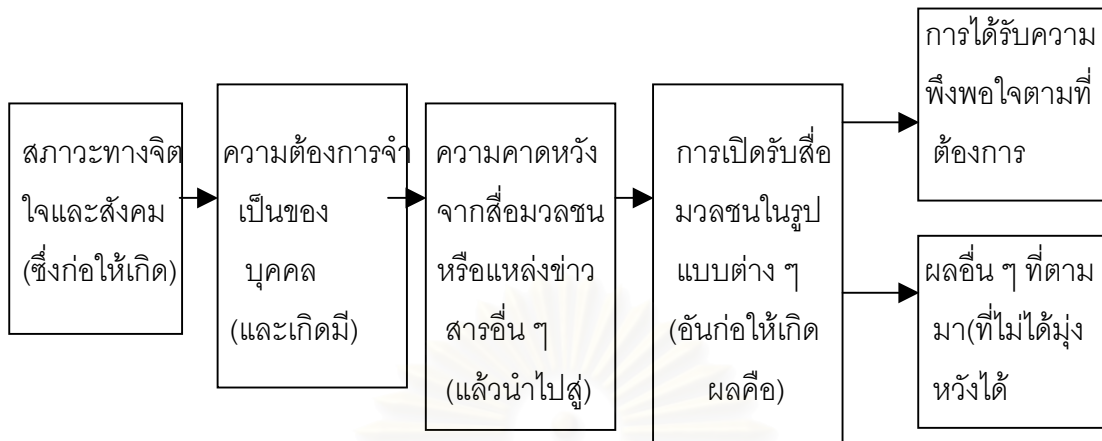 สภาวะทางจิต
ใจและสังคม
(ซึ่งก่อให้เกิด)
ความต้องการจำ
เป็นของ
บุคคล
(และเกิดมี)
ความคาดหวัง
จากสื่อมวลชน
หรือแหล่งข่าว
สารอื่น ๆ
(แล้วนำไปสู่)
การเปิดรับสื่อ
มวลชนในรูป
แบบต่าง ๆ
(อันก่อให้เกิด
ผลคือ)
การได้รับความ
พึงพอใจตามที่
ต้องการ
ผลอื่น ๆ ที่ตาม
มา(ที่ไม่ได้มุ่ง
หวังได้